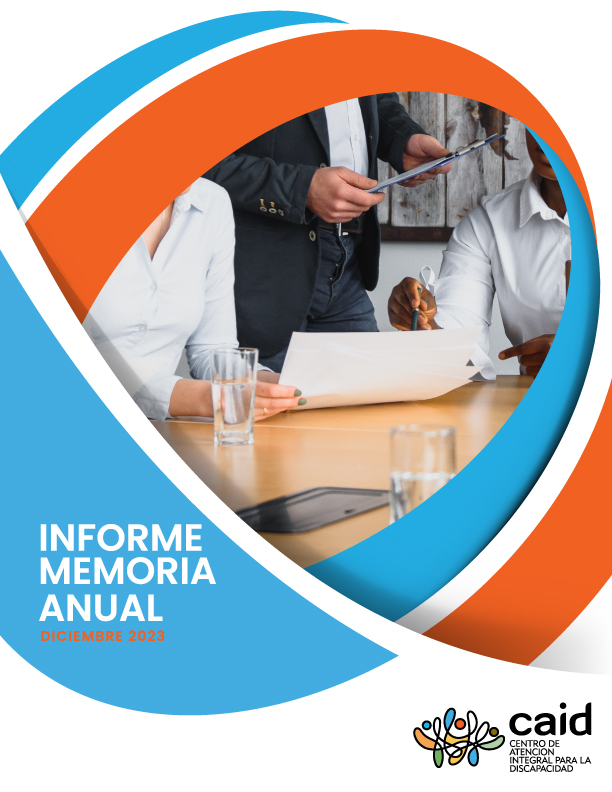 INFORME
MEMORIA
ANUAL
DICIEMBRE 2023
caid
CENTRO DE
ATENCION
INTEGRAL PARA LA
DISCAPACIDAD